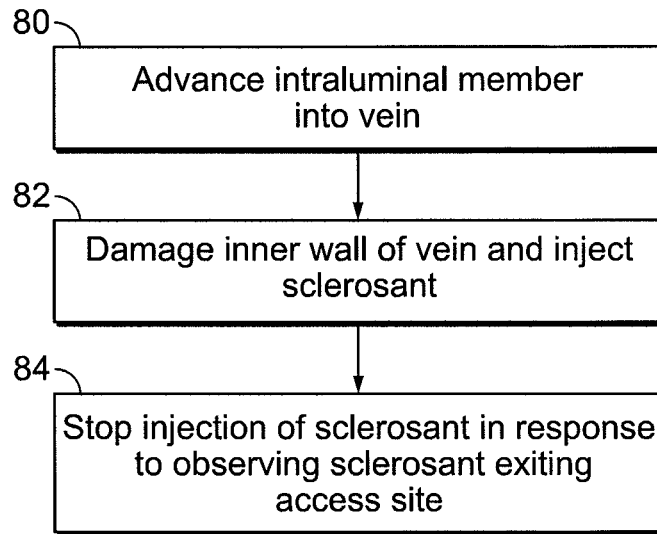 80
Advance intraluminal member
into vein
82
Damage inner wall of vein and inject
sclerosant
84
Stop injection of sclerosant in response
to observing sclerosant exiting
access site